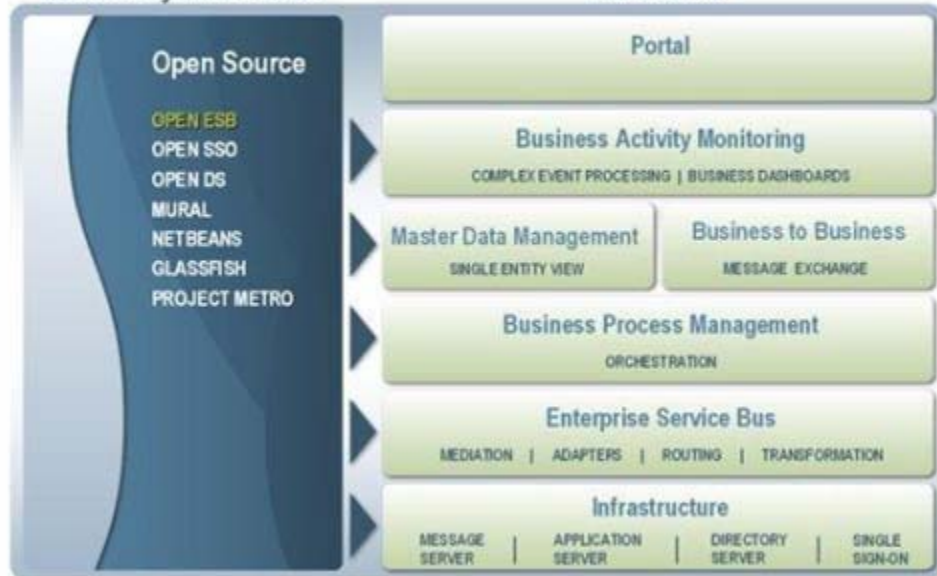 Open Source
OPEN ESB
OPEN SSO
OPEN DS
MURAL
NETBEANS
GLASSFISH
PROJECT METRO
Portal
Business Activity Monitoring
COMPLEX EVENT PROCESSING | BUSINESS DASHBOARDS
Master Data Management
SINGLE ENTITY VIEW
Business to Business
MESSAGE EXCHANGE
Business Process Management
ORCHESTRATION
Enterprise Service Bus
MEDIATION | ADAPTERS | ROUTING | TRANSFORMATION
Infrastructure
MESSAGE SERVER | APPLICATION SERVER | DIRECTORY SERVER | SINGLE SIGN-ON